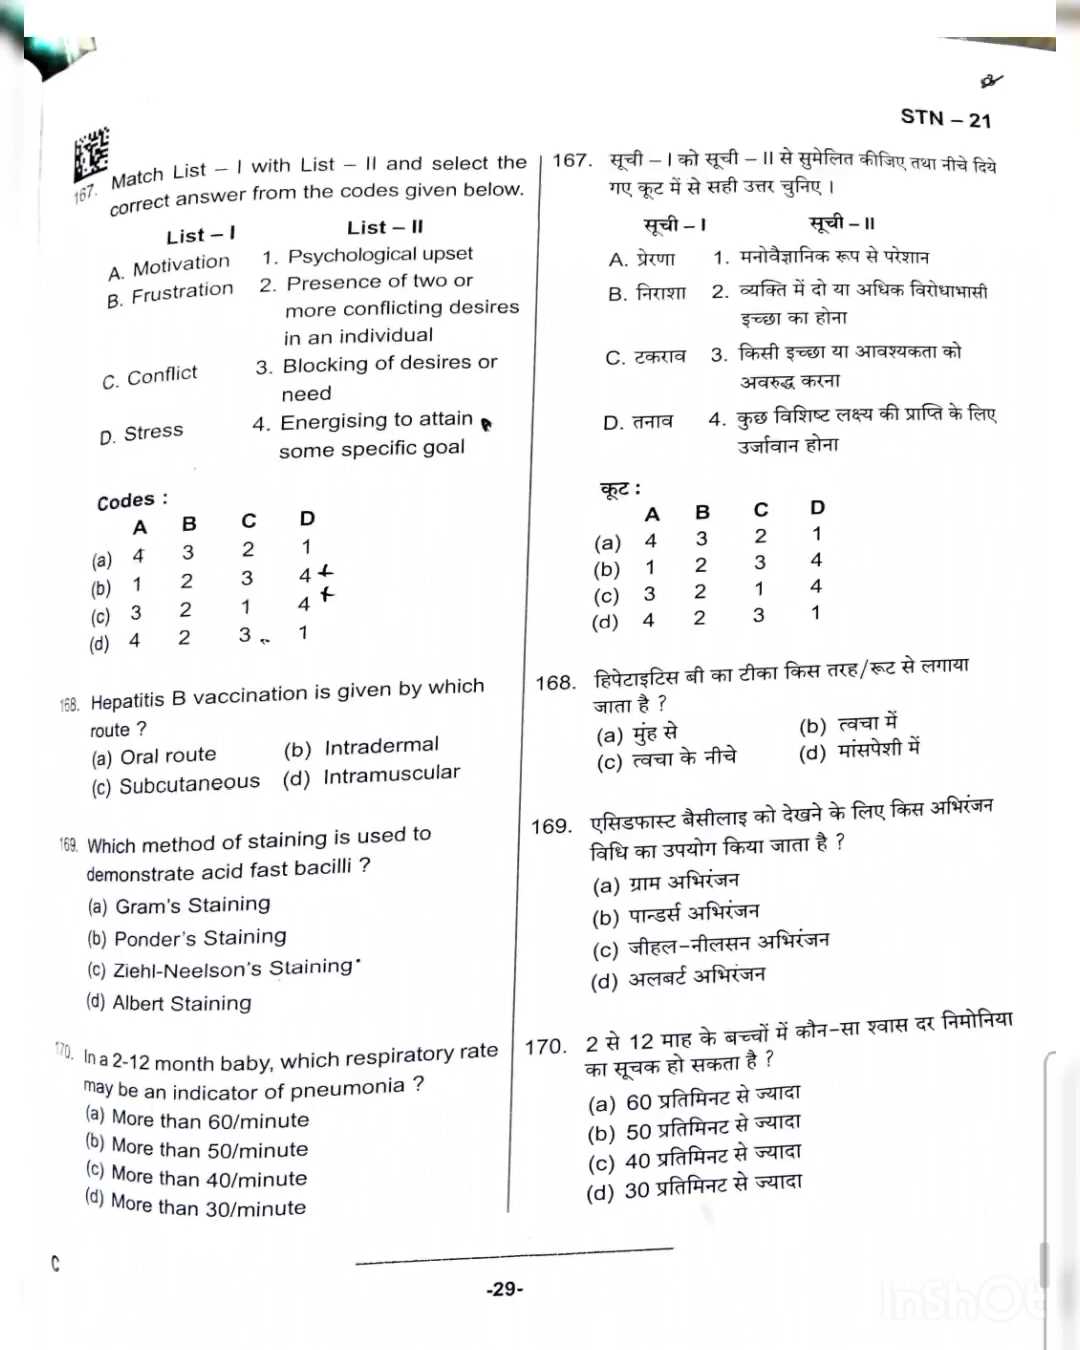 STN – 21
167. Match List – I with List – II and select the
correct answer from the codes given below.
List – I List – II
A. Motivation 1. Psychological upset
B. Frustration 2. Presence of two or
more conflicting desires
in an individual
C. Conflict 3. Blocking of desires or
need
D. Stress 4. Energising to attain
some specific goal
Codes :
A B C D
(a) 4 3 2 1
(b) 1 2 3 4
(c) 3 2 1 4
(d) 4 2 3 1
168. Hepatitis B vaccination is given by which
route ?
(a) Oral route (b) Intradermal
(c) Subcutaneous (d) Intramuscular
169. Which method of staining is used to
demonstrate acid fast bacilli ?
(a) Gram's Staining
(b) Ponder's Staining
(c) Ziehl-Neelson's Staining
(d) Albert Staining
170. In a 2-12 month baby, which respiratory rate
may be an indicator of pneumonia ?
(a) More than 60/minute
(b) More than 50/minute
(c) More than 40/minute
(d) More than 30/minute
167. सूची – I को सूची – II से सुमेलित कीजिए तथा नीचे दिये
गए कूट में से सही उत्तर चुनिए ।
सूची – I सूची – II
A. प्रेरणा 1. मनोवैज्ञानिक रूप से परेशान
B. निराशा 2. व्यक्ति में दो या अधिक विरोधाभासी
इच्छा का होना
C. टकराव 3. किसी इच्छा या आवश्यकता को
अवरुद्ध करना
D. तनाव 4. कुछ विशिष्ट लक्ष्य की प्राप्ति के लिए
उर्जावान होना
कूट :
A B C D
(a) 4 3 2 1
(b) 1 2 3 4
(c) 3 2 1 4
(d) 4 2 3 1
168. हिपेटाइटिस बी का टीका किस तरह/रूट से लगाया
जाता है ?
(a) मुंह से (b) त्वचा में
(c) त्वचा के नीचे (d) मांसपेशी में
169. एसिडफास्ट बैसीलाइ को देखने के लिए किस अभिरंजन
विधि का उपयोग किया जाता है ?
(a) ग्राम अभिरंजन
(b) पान्डर्स अभिरंजन
(c) जीहल-नीलसन अभिरंजन
(d) अलबर्ट अभिरंजन
170. 2 से 12 माह के बच्चों में कौन-सा श्वास दर निमोनिया
का सूचक हो सकता है ?
(a) 60 प्रतिमिनट से ज्यादा
(b) 50 प्रतिमिनट से ज्यादा
(c) 40 प्रतिमिनट से ज्यादा
(d) 30 प्रतिमिनट से ज्यादा
C
-29-
InShOt